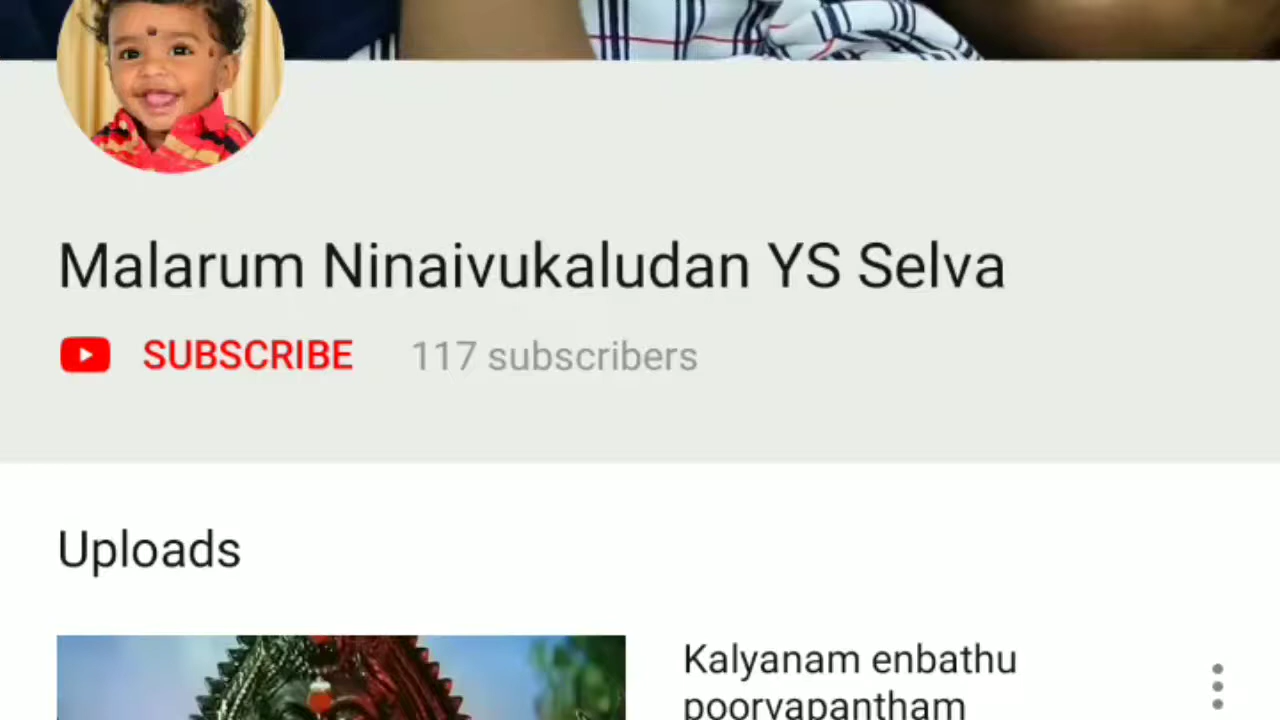 Malarum Ninaivukaludan YS Selva
SUBSCRIBE 117 subscribers
Uploads
Kalyanam enbathu
poorvapantham